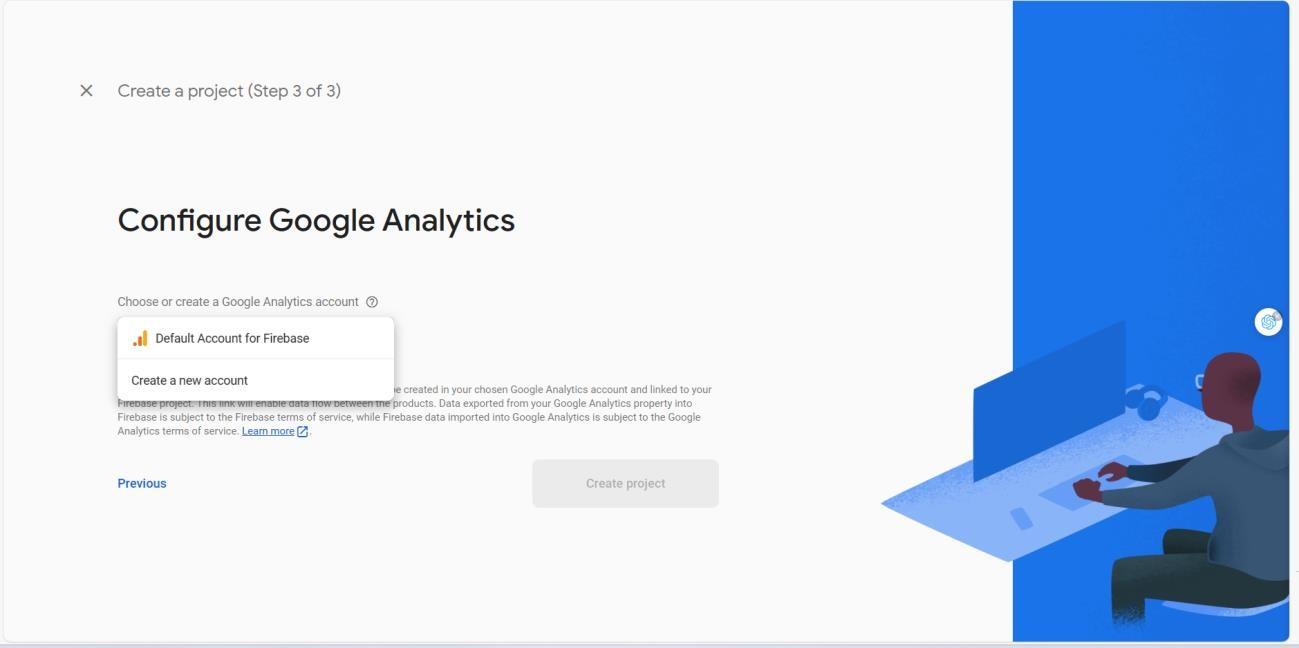 Create a project (Step 3 of 3)
Configure Google Analytics
Choose or create a Google Analytics account
Default Account for Firebase
Create a new account
created in your chosen Google Analytics account and linked to your
Firebase project. This link will enable data flow between the products. Data exported from your Google Analytics property into
Firebase is subject to the Firebase terms of service, while Firebase data imported into Google Analytics is subject to the Google
Analytics terms of service. Learn more.
Previous
Create project